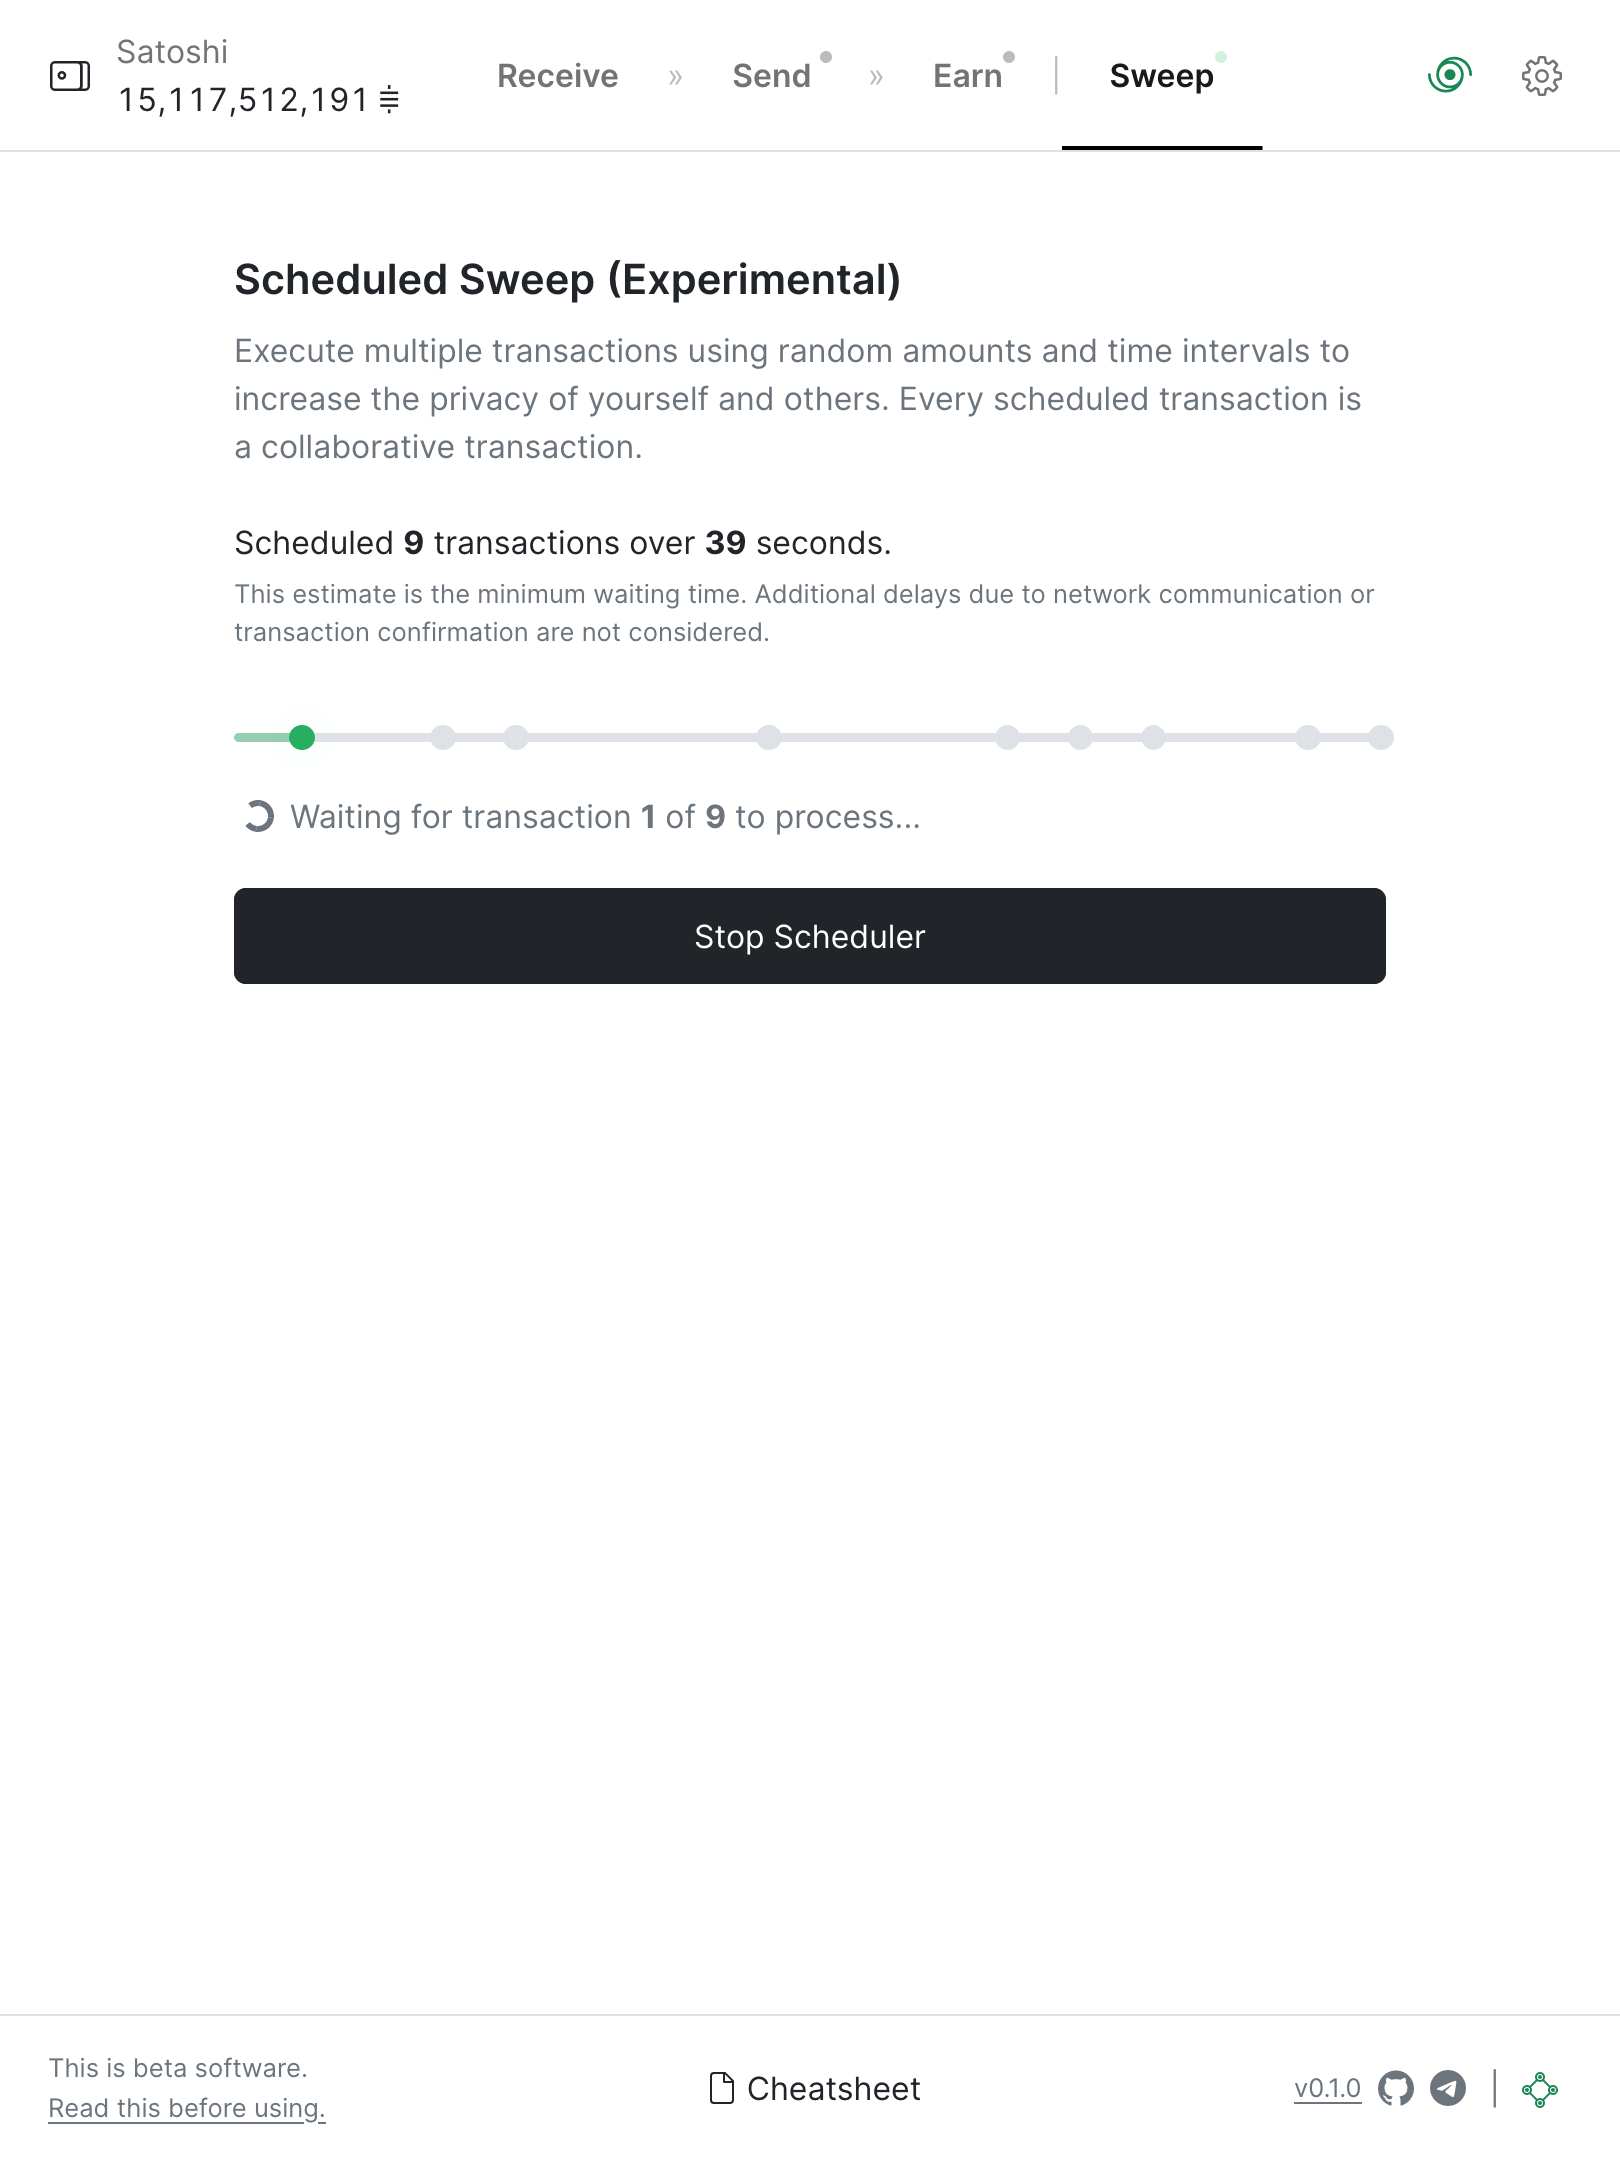 Satoshi
15,117,512,191
Receive » Send » Earn | Sweep
Scheduled Sweep (Experimental)
Execute multiple transactions using random amounts and time intervals to
increase the privacy of yourself and others. Every scheduled transaction is
a collaborative transaction.
Scheduled 9 transactions over 39 seconds.
This estimate is the minimum waiting time. Additional delays due to network communication or
transaction confirmation are not considered.
Waiting for transaction 1 of 9 to process...
Stop Scheduler
This is beta software.
Read this before using.
Cheatsheet
v0.1.0